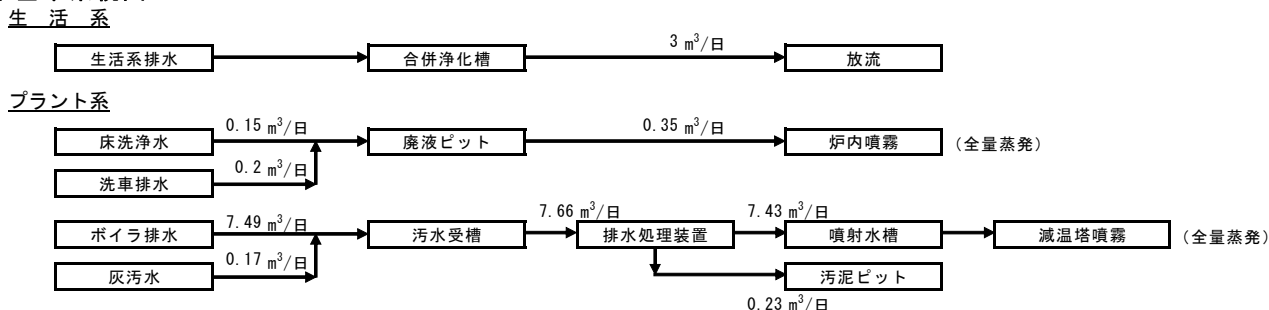 生 活 系
3 m³/日
生活系排水
合併浄化槽
放流
プラント系
0.15 m³/日
0.35 m³/日
床洗浄水
廃液ピット
炉内噴霧
(全量蒸発)
0.2 m³/日
洗車排水
7.49 m³/日
7.66 m³/日
7.43 m³/日
ボイラ排水
汚水受槽
排水処理装置
噴射水槽
減温塔噴霧
(全量蒸発)
0.17 m³/日
灰汚水
汚泥ピット
0.23 m³/日